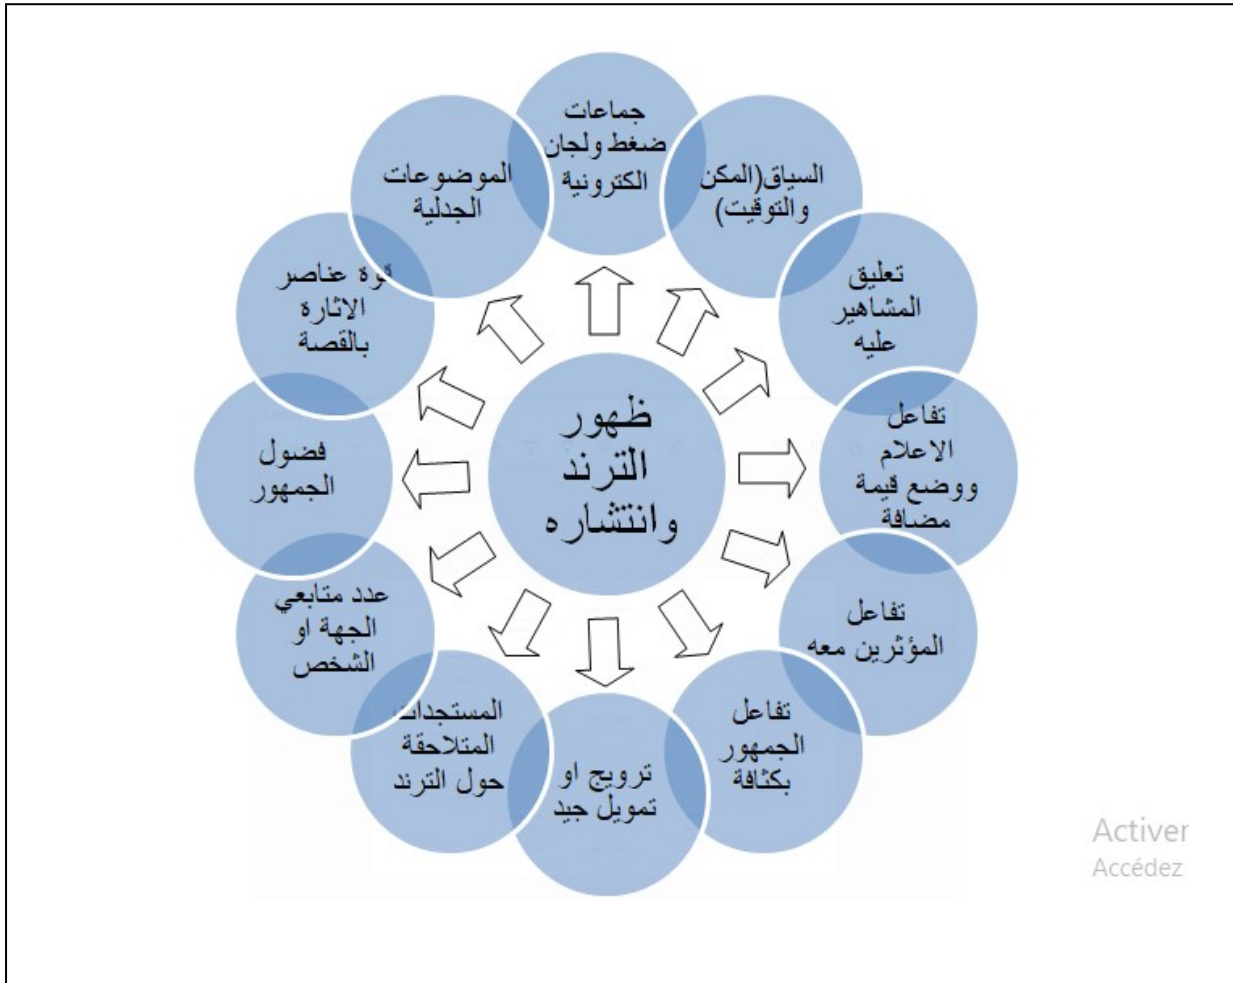 ظهور
الترند
وانتشاره
جماعات
ضغط ولجان
الكترونية
السياق(المكن
والتوقيت)
تعليق
المشاهير
عليه
تفاعل
الاعلام
ووضع قيمة
مضافة
تفاعل
المؤثرين معه
تفاعل
الجمهور
بكثافة
ترويج او
تمويل جيد
المستجدات
المتلاحقة
حول الترند
عدد متابعي
الجهة او
الشخص
فضول
الجمهور
قوة عناصر
الاثارة
بالقصة
الموضوعات
الجدلية
Activer
Accédez